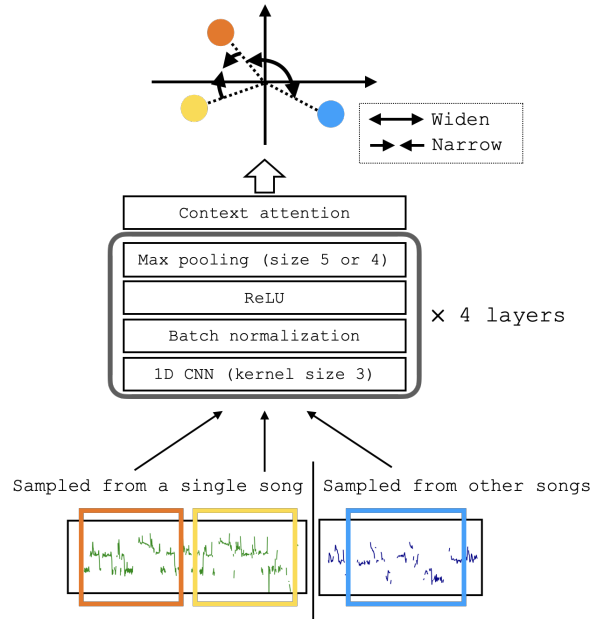 Widen
Narrow
Context attention
Max pooling (size 5 or 4)
ReLU
Batch normalization
1D CNN (kernel size 3)
× 4 layers
Sampled from a single song
Sampled from other songs